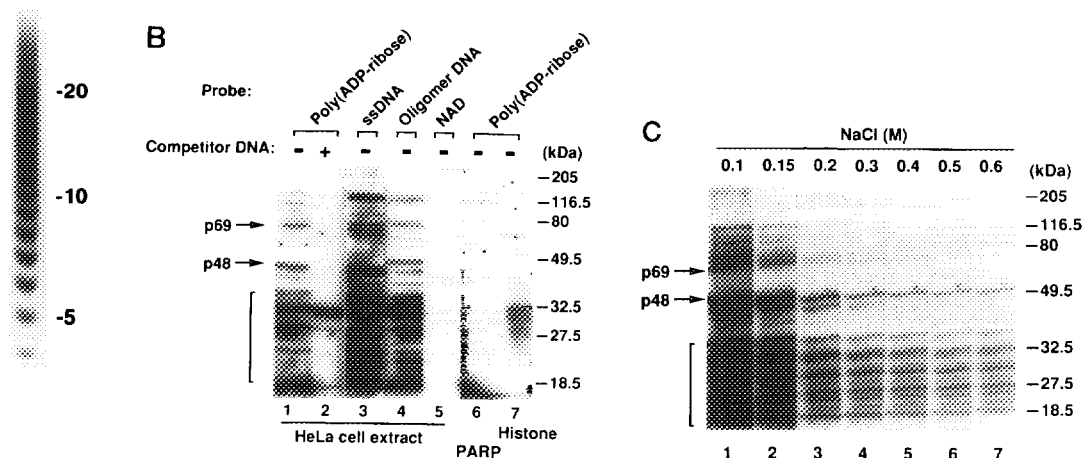 -20
-10
-5
B
Probe:
Poly(ADP-ribose)
ssDNA
Oligomer DNA
NAD
Poly(ADP-ribose)
Competitor DNA: - + - - - - - (kDa)
-205
-116.5
-80
-49.5
-32.5
-27.5
-18.5
p69
p48
1 2 3 4 5 6 7
HeLa cell extract
PARP
Histone
C
NaCl (M)
0.1 0.15 0.2 0.3 0.4 0.5 0.6 (kDa)
-205
-116.5
-80
-49.5
-32.5
-27.5
-18.5
p69
p48
1 2 3 4 5 6 7